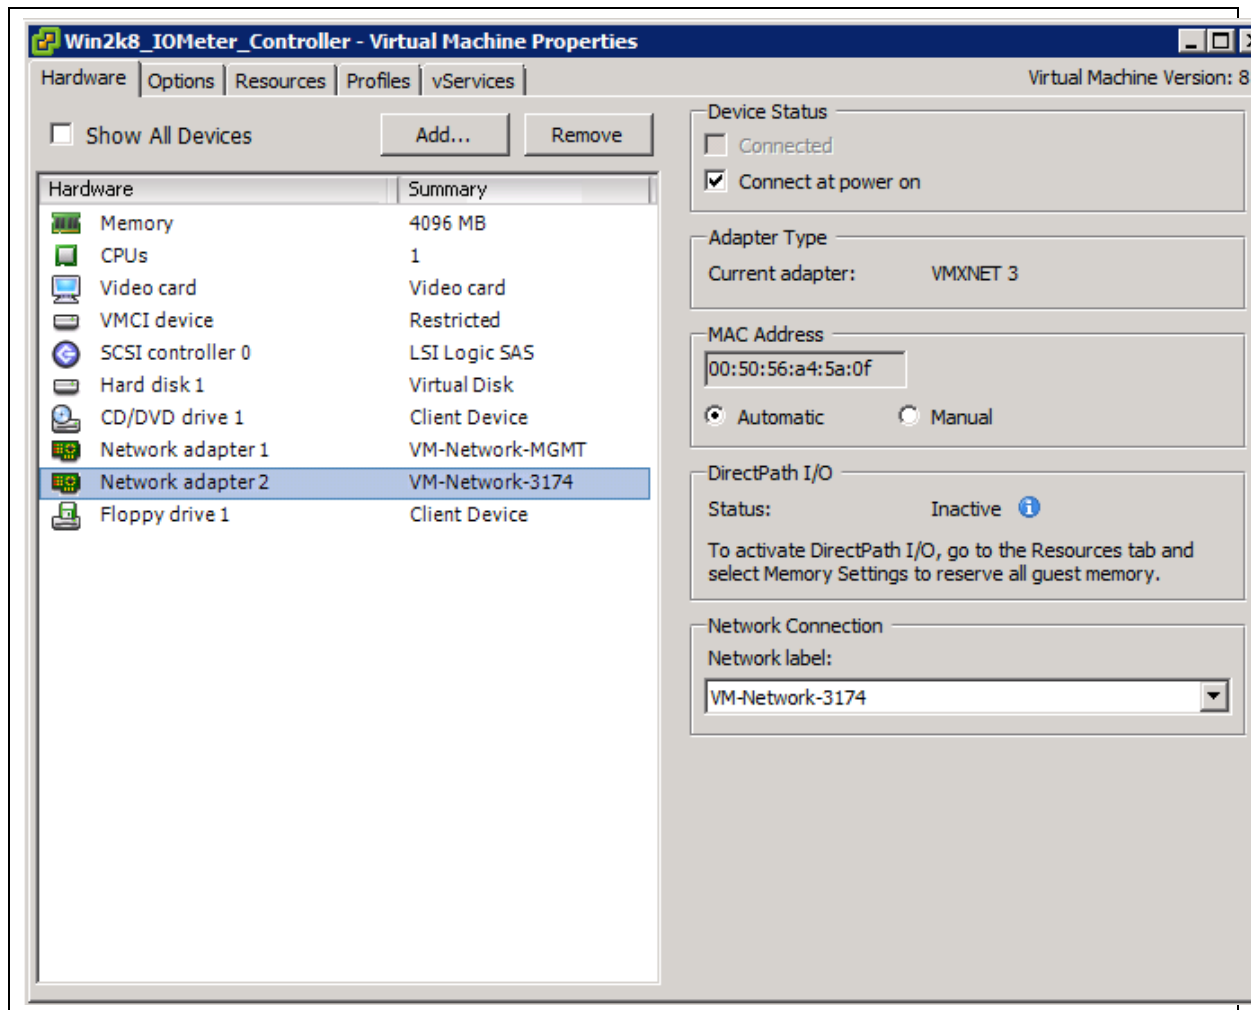 Win2k8_IOMeter_Controller - Virtual Machine Properties
Hardware Options Resources Profiles vServices Virtual Machine Version: 8
Show All Devices Add... Remove
Hardware Summary
Memory 4096 MB
CPUs 1
Video card Video card
VMCI device Restricted
SCSI controller 0 LSI Logic SAS
Hard disk 1 Virtual Disk
CD/DVD drive 1 Client Device
Network adapter 1 VM-Network-MGMT
Network adapter 2 VM-Network-3174
Floppy drive 1 Client Device
Device Status
Connected
Connect at power on
Adapter Type
Current adapter: VMXNET 3
MAC Address
00:50:56:a4:5a:0f
Automatic Manual
DirectPath I/O
Status: Inactive
To activate DirectPath I/O, go to the Resources tab and
select Memory Settings to reserve all guest memory.
Network Connection
Network label:
VM-Network-3174